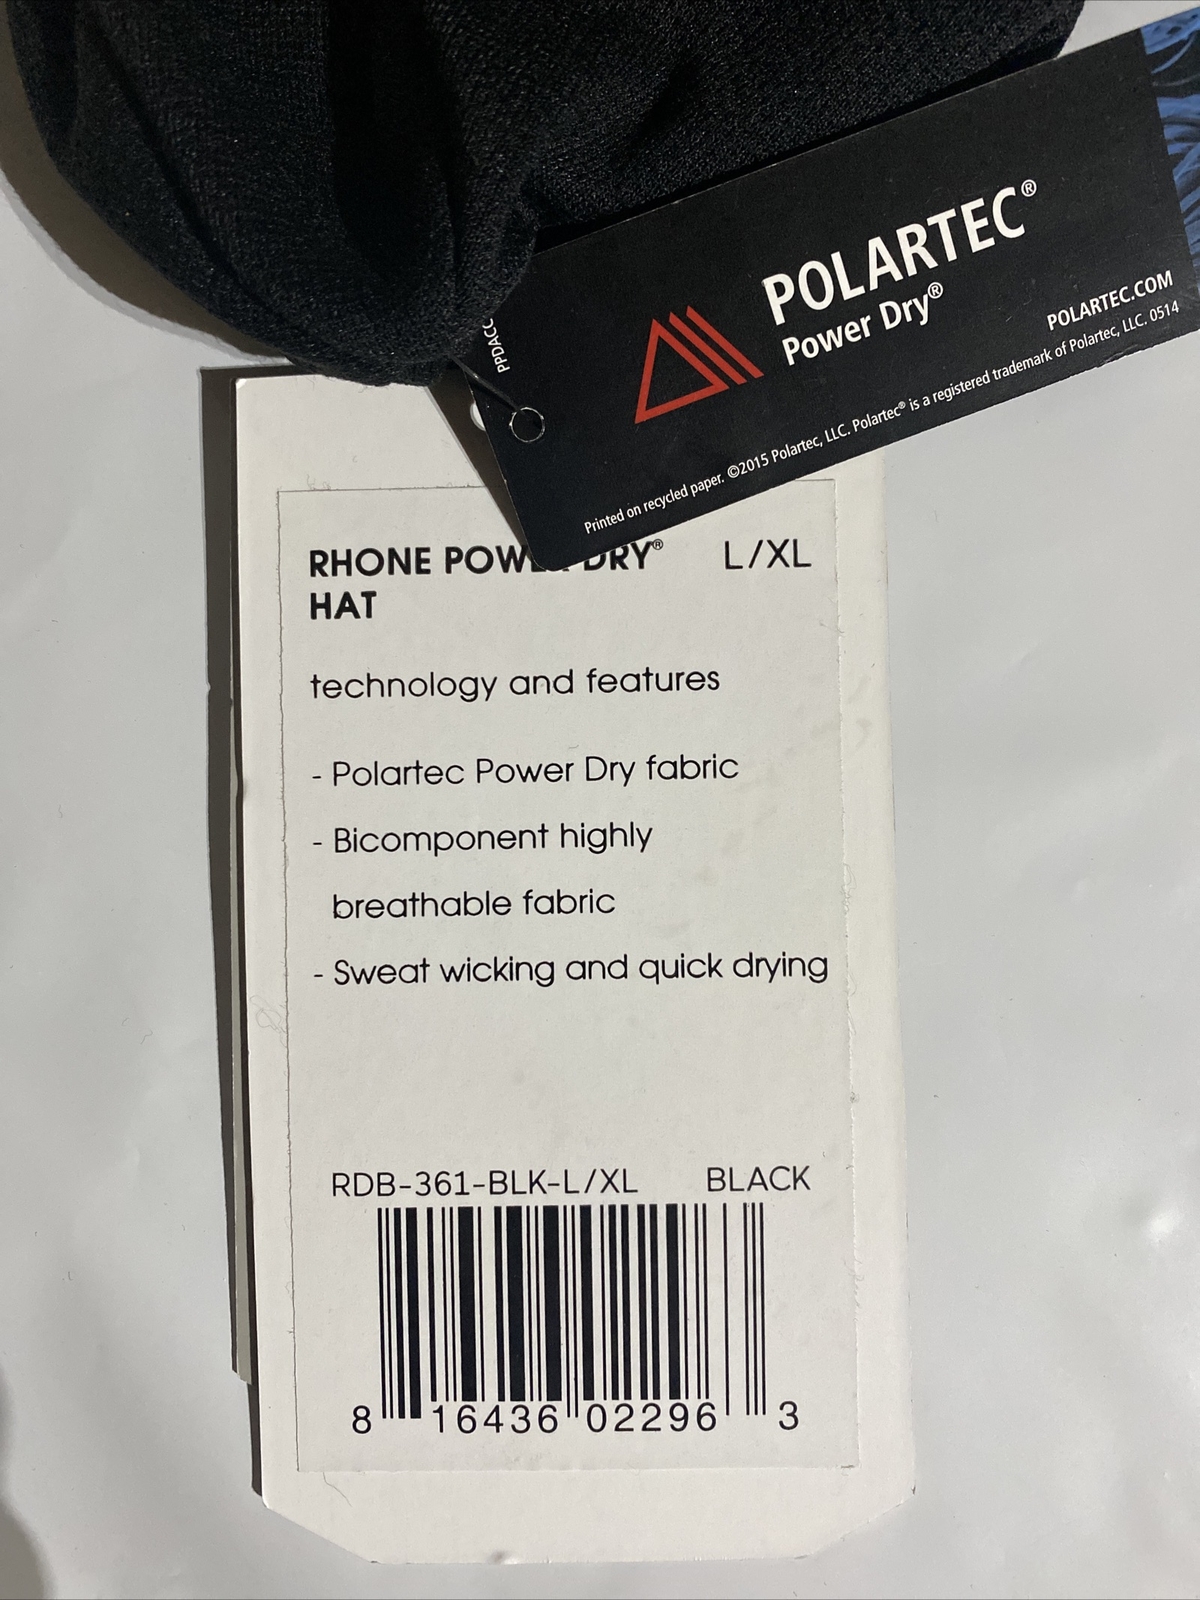 POLARTEC®
Power Dry®
POLARTEC.COM
Printed on recycled paper. ©2015 Polartec, LLC. Polartec® is a registered trademark of Polartec, LLC. 0514
PPDACC
RHONE DRY® L/XL
HAT
technology and features
- Polartec Power Dry fabric
- Bicomponent highly
breathable fabric
- Sweat wicking and quick drying
RDB-361-BLK-L/XL BLACK
8 16436 02296 3